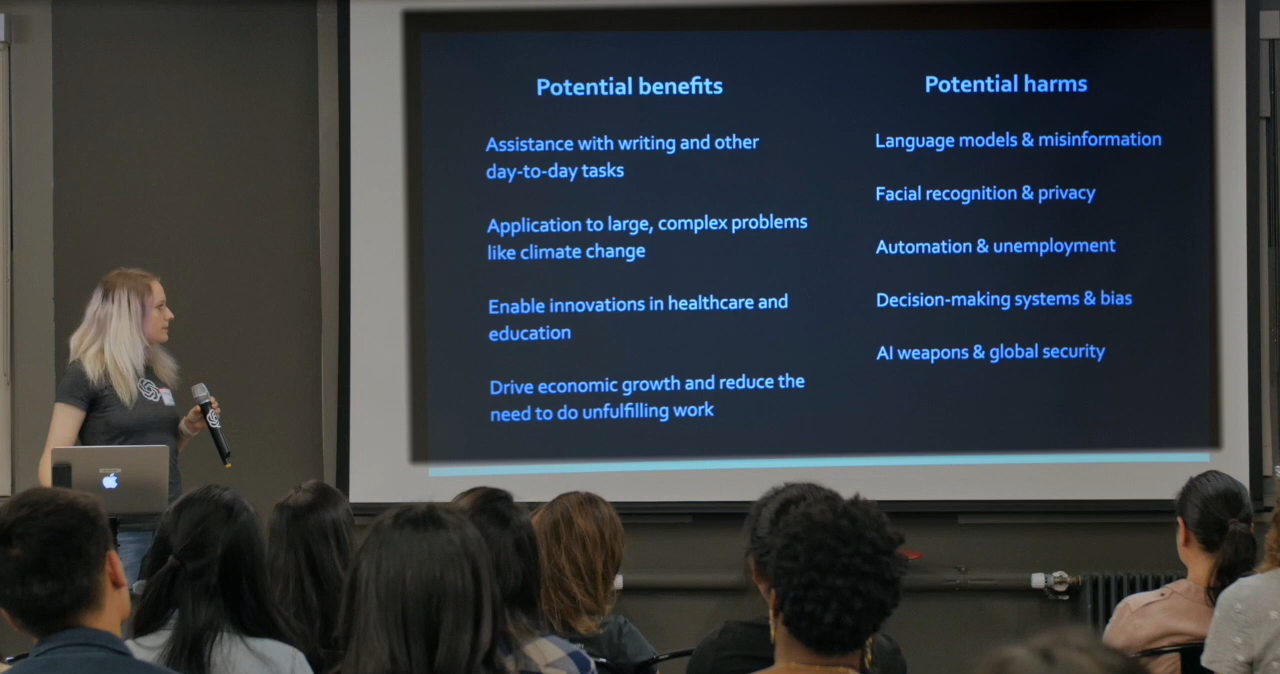 Potential benefits
Assistance with writing and other
day-to-day tasks
Application to large, complex problems
like climate change
Enable innovations in healthcare and
education
Drive economic growth and reduce the
need to do unfulfilling work
Potential harms
Language models & misinformation
Facial recognition & privacy
Automation & unemployment
Decision-making systems & bias
AI weapons & global security